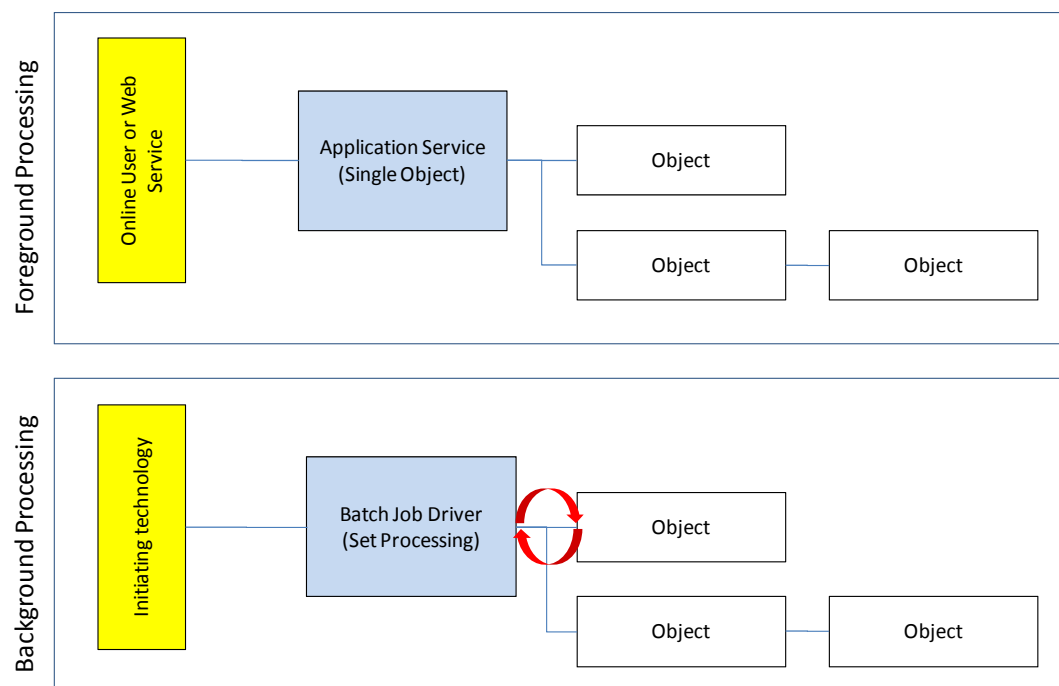 Foreground Processing
Online User or Web
Service
Application Service
(Single Object)
Object
Object
Object
Background Processing
Initiating technology
Batch Job Driver
(Set Processing)
Object
Object
Object